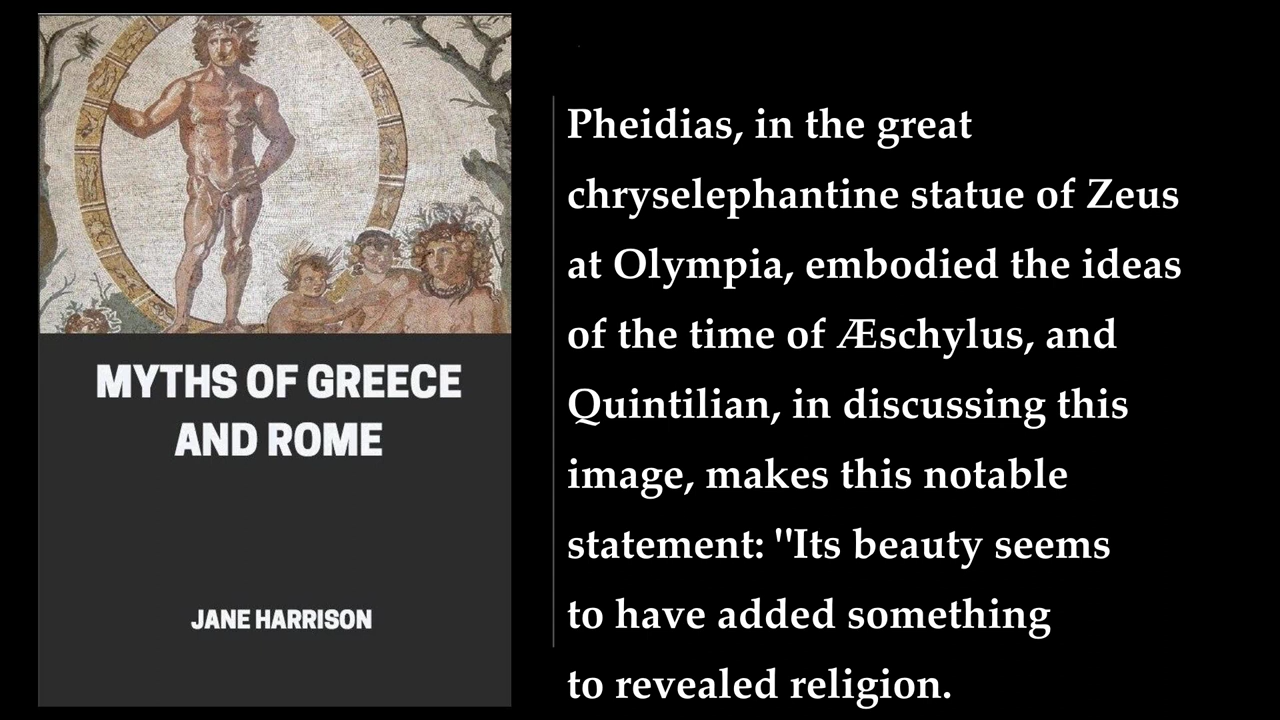 MYTHS OF GREECE
AND ROME
JANE HARRISON
Pheidias, in the great
chryselephantine statue of Zeus
at Olympia, embodied the ideas
of the time of Æschylus, and
Quintilian, in discussing this
image, makes this notable
statement: "Its beauty seems
to have added something
to revealed religion.